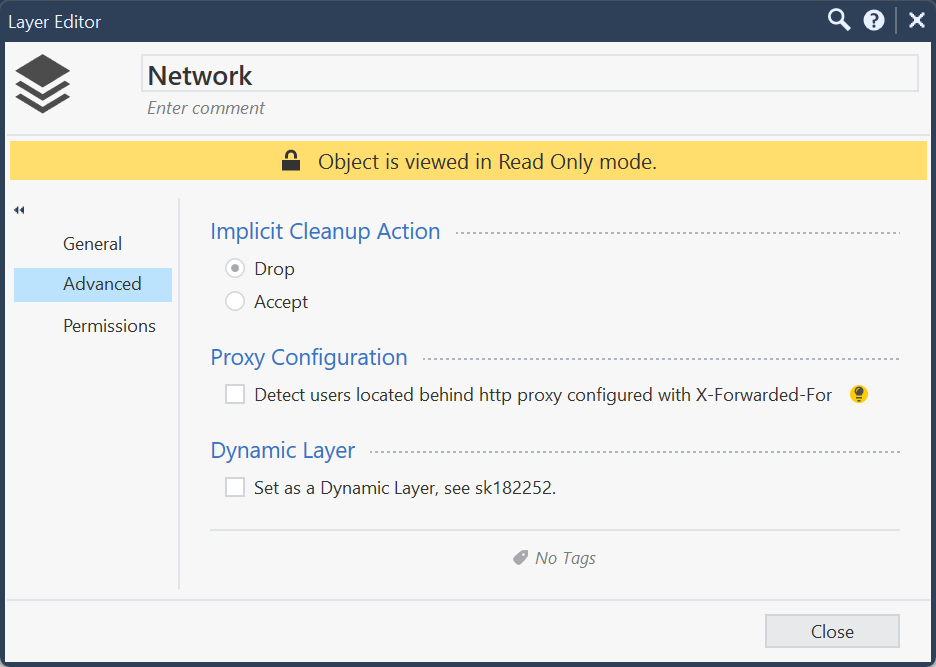 Layer Editor
Network
Enter comment
Object is viewed in Read Only mode.
General
Advanced
Permissions
Implicit Cleanup Action
Drop
Accept
Proxy Configuration
Detect users located behind http proxy configured with X-Forwarded-For
Dynamic Layer
Set as a Dynamic Layer, see sk182252.
No Tags
Close